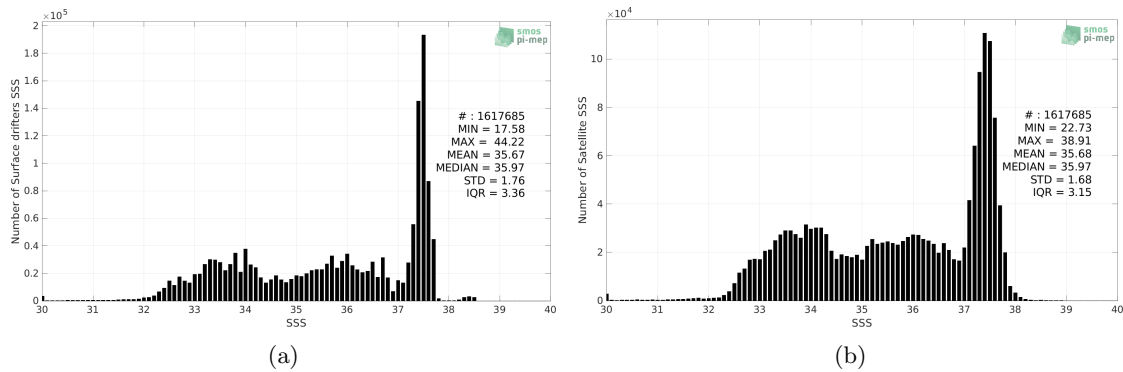 ×10⁵
2
1.8
1.6
1.4
1.2
1
0.8
0.6
0.4
0.2
0
30 31 32 33 34 35 36 37 38 39 40
SSS
Number of Surface drifters SSS
smos
pi-mep
# : 1617685
MIN = 17.58
MAX = 44.22
MEAN = 35.67
MEDIAN = 35.97
STD = 1.76
IQR = 3.36
(a)
×10⁴
10
8
6
4
2
0
30 31 32 33 34 35 36 37 38 39 40
SSS
Number of Satellite SSS
smos
pi-mep
# : 1617685
MIN = 22.73
MAX = 38.91
MEAN = 35.68
MEDIAN = 35.97
STD = 1.68
IQR = 3.15
(b)